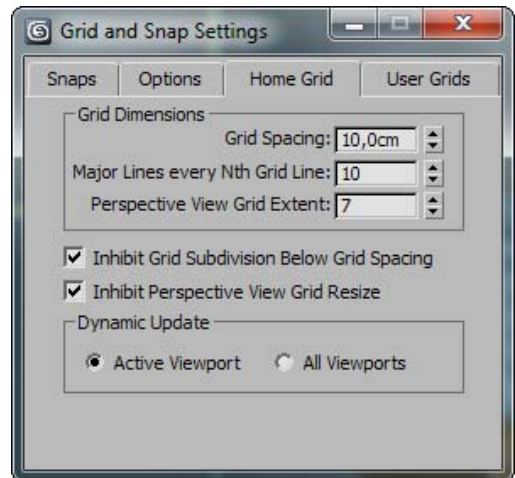 Grid and Snap Settings
Snaps Options Home Grid User Grids
Grid Dimensions
Grid Spacing: 10,0cm
Major Lines every Nth Grid Line: 10
Perspective View Grid Extent: 7
Inhibit Grid Subdivision Below Grid Spacing
Inhibit Perspective View Grid Resize
Dynamic Update
Active Viewport All Viewports